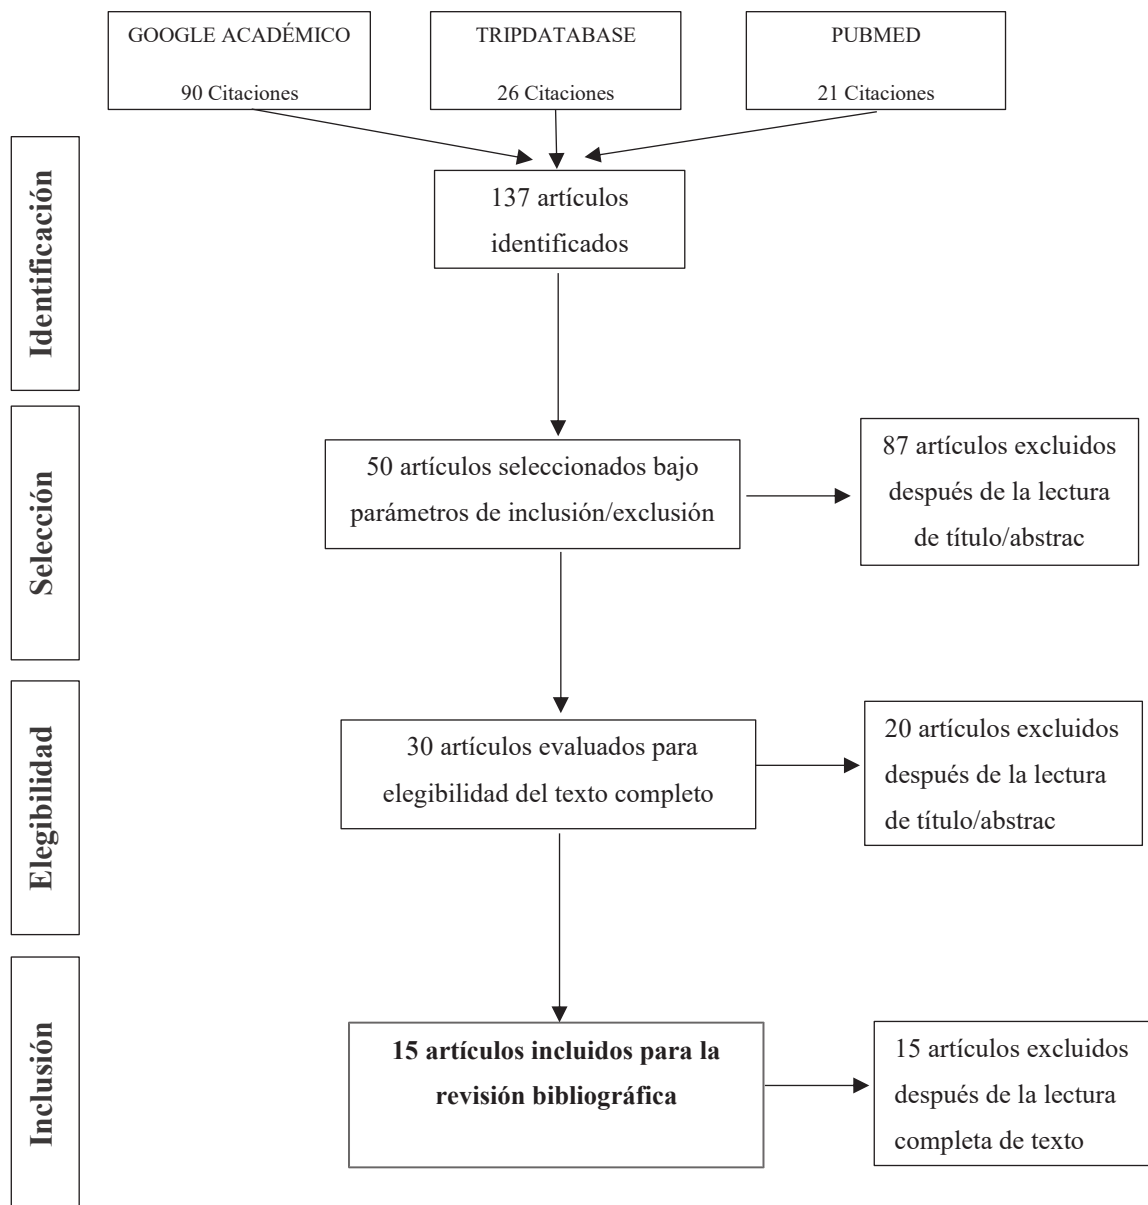 GOOGLE ACADÉMICO
90 Citaciones
TRIPDATABASE
26 Citaciones
PUBMED
21 Citaciones
Identificación
137 artículos
identificados
Selección
50 artículos seleccionados bajo
parámetros de inclusión/exclusión
87 artículos excluidos
después de la lectura
de título/abstrac
Elegibilidad
30 artículos evaluados para
elegibilidad del texto completo
20 artículos excluidos
después de la lectura
de título/abstrac
Inclusión
15 artículos incluidos para la
revisión bibliográfica
15 artículos excluidos
después de la lectura
completa de texto